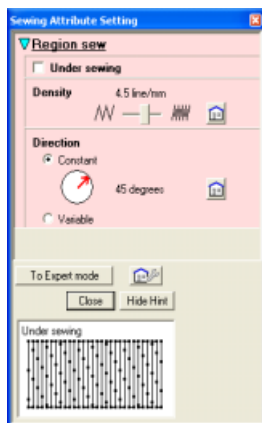 Sewing Attribute Setting
Region sew
Under sewing
Density 4.5 line/mm
Direction
Constant
45 degrees
Variable
To Expert mode
Close Hide Hint
Under sewing